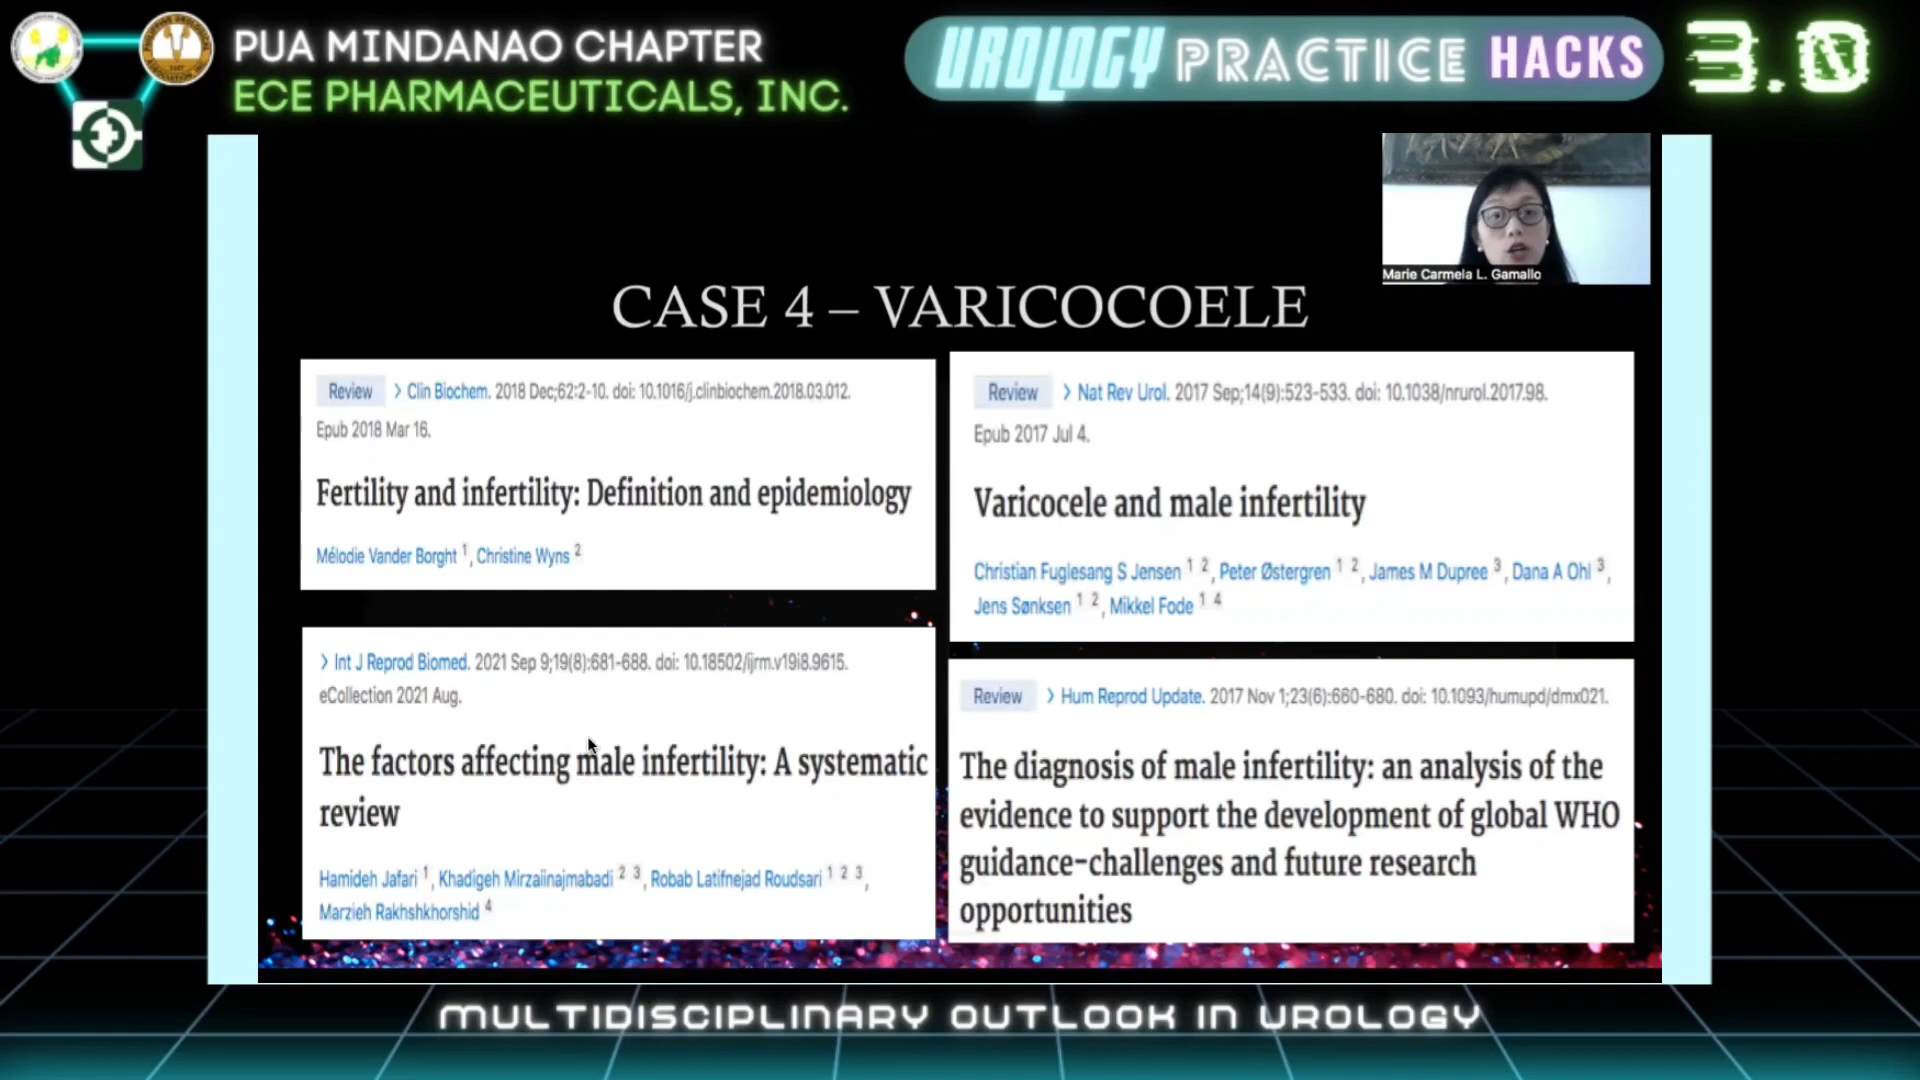 PUA MINDANAO CHAPTER
ECE PHARMACEUTICALS, INC.
UROLOGY PRACTICE HACKS 3.0
Marie Carmela L. Gamallo
CASE 4 – VARICOCOELE
Review > Clin Biochem. 2018 Dec;62:2-10. doi: 10.1016/j.clinbiochem.2018.03.012.
Epub 2018 Mar 16.
Fertility and infertility: Definition and epidemiology
Mélodie Vander Borght 1, Christine Wyns 2
Review > Nat Rev Urol. 2017 Sep;14(9):523-533. doi: 10.1038/nrurol.2017.98.
Epub 2017 Jul 4.
Varicocele and male infertility
Christian Fuglesang S Jensen 1 2, Peter Østergren 1 2, James M Dupree 3, Dana A Ohl 3,
Jens Sønksen 1 2, Mikkel Fode 1 4
> Int J Reprod Biomed. 2021 Sep 9;19(8):681-688. doi: 10.18502/ijrm.v19i8.9615.
eCollection 2021 Aug.
The factors affecting male infertility: A systematic
review
Hamideh Jafari 1, Khadigeh Mirzaiinajmabadi 2 3, Robab Latifnejad Roudsari 1 2 3,
Marzieh Rakhshkhorshid 4
Review > Hum Reprod Update. 2017 Nov 1;23(6):660-680. doi: 10.1093/humupd/dmx021.
The diagnosis of male infertility: an analysis of the
evidence to support the development of global WHO
guidance-challenges and future research
opportunities
MULTIDISCIPLINARY OUTLOOK IN UROLOGY